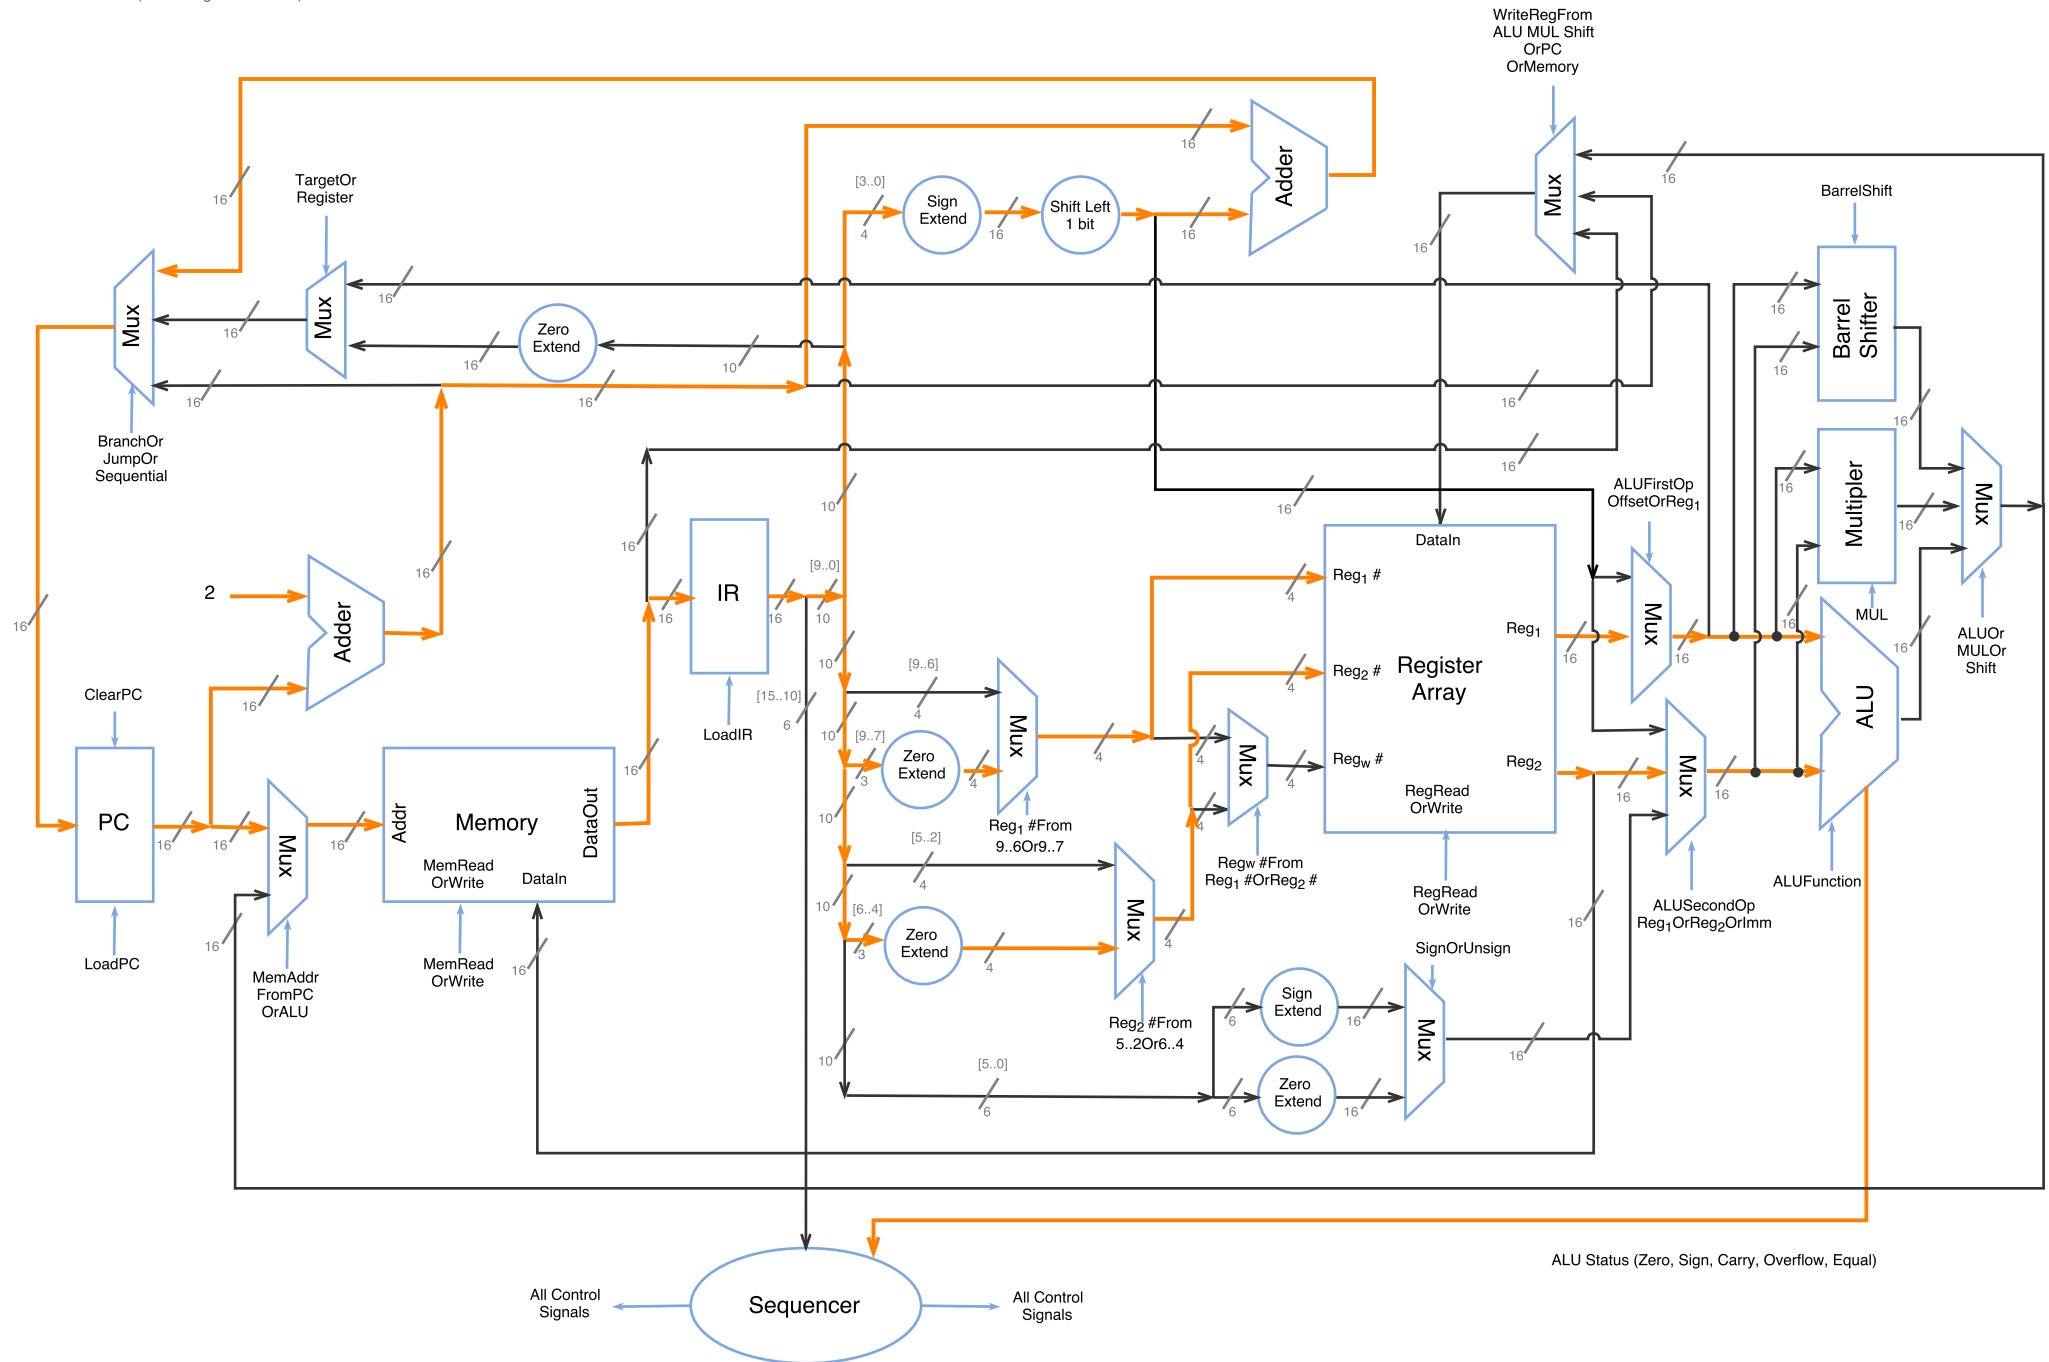 WriteRegFrom
ALU MUL Shift
OrPC
OrMemory
16
Adder
Mux
16
TargetOr
Register
16
[3..0]
4
Sign
Extend
16
Shift Left
1 bit
16
16
BarrelShift
Mux
Mux
16
16
Zero
Extend
16
10
16
16
16
16
16
Barrel
Shifter
16
BranchOr
JumpOr
Sequential
16
10
16
16
ALUFirstOp
OffsetOrReg1
16
Multipler
16
Mux
16
16
2
Adder
16
16
IR
16
[9..0]
10
DataIn
Reg1 #
4
Reg1
16
Mux
16
16
MUL
16
ALUOr
MULOr
Shift
ClearPC
16
16
LoadIR
[15..10]
6
10
[9..6]
4
Mux
4
Reg2 #
4
Register
Array
ALU
PC
16
16
Mux
16
Addr
Memory
DataOut
MemRead
OrWrite
DataIn
16
10
[9..7]
3
Zero
Extend
4
Reg1 #From
9..6Or9..7
4
4
Mux
4
Regw #
RegRead
OrWrite
Reg2
16
Mux
16
LoadPC
16
MemAddr
FromPC
OrALU
MemRead
OrWrite
16
10
[5..2]
4
10
[6..4]
3
Zero
Extend
4
Mux
4
Reg2 #From
5..2Or6..4
Regw #From
Reg1 #OrReg2 #
RegRead
OrWrite
16
ALUSecondOp
Reg1OrReg2OrImm
ALUFunction
SignOrUnsign
10
[5..0]
6
6
Sign
Extend
16
6
Zero
Extend
16
Mux
16
ALU Status (Zero, Sign, Carry, Overflow, Equal)
All Control
Signals
Sequencer
All Control
Signals